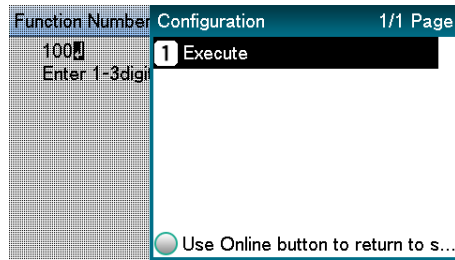 Function Number
100
Enter 1-3digi
Configuration 1/1 Page
1 Execute
Use Online button to return to s...